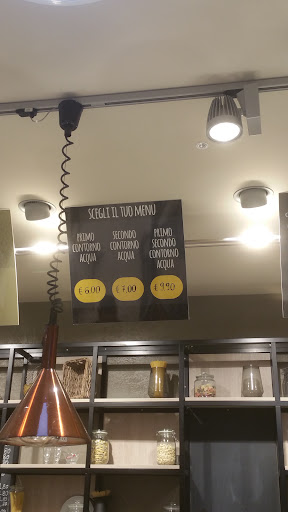 SCEGLI IL TUO MENU
PRIMO
CONTORNO
ACQUA
€ 6,00
SECONDO
CONTORNO
ACQUA
€ 7,00
PRIMO
SECONDO
CONTORNO
ACQUA
€ 9,90